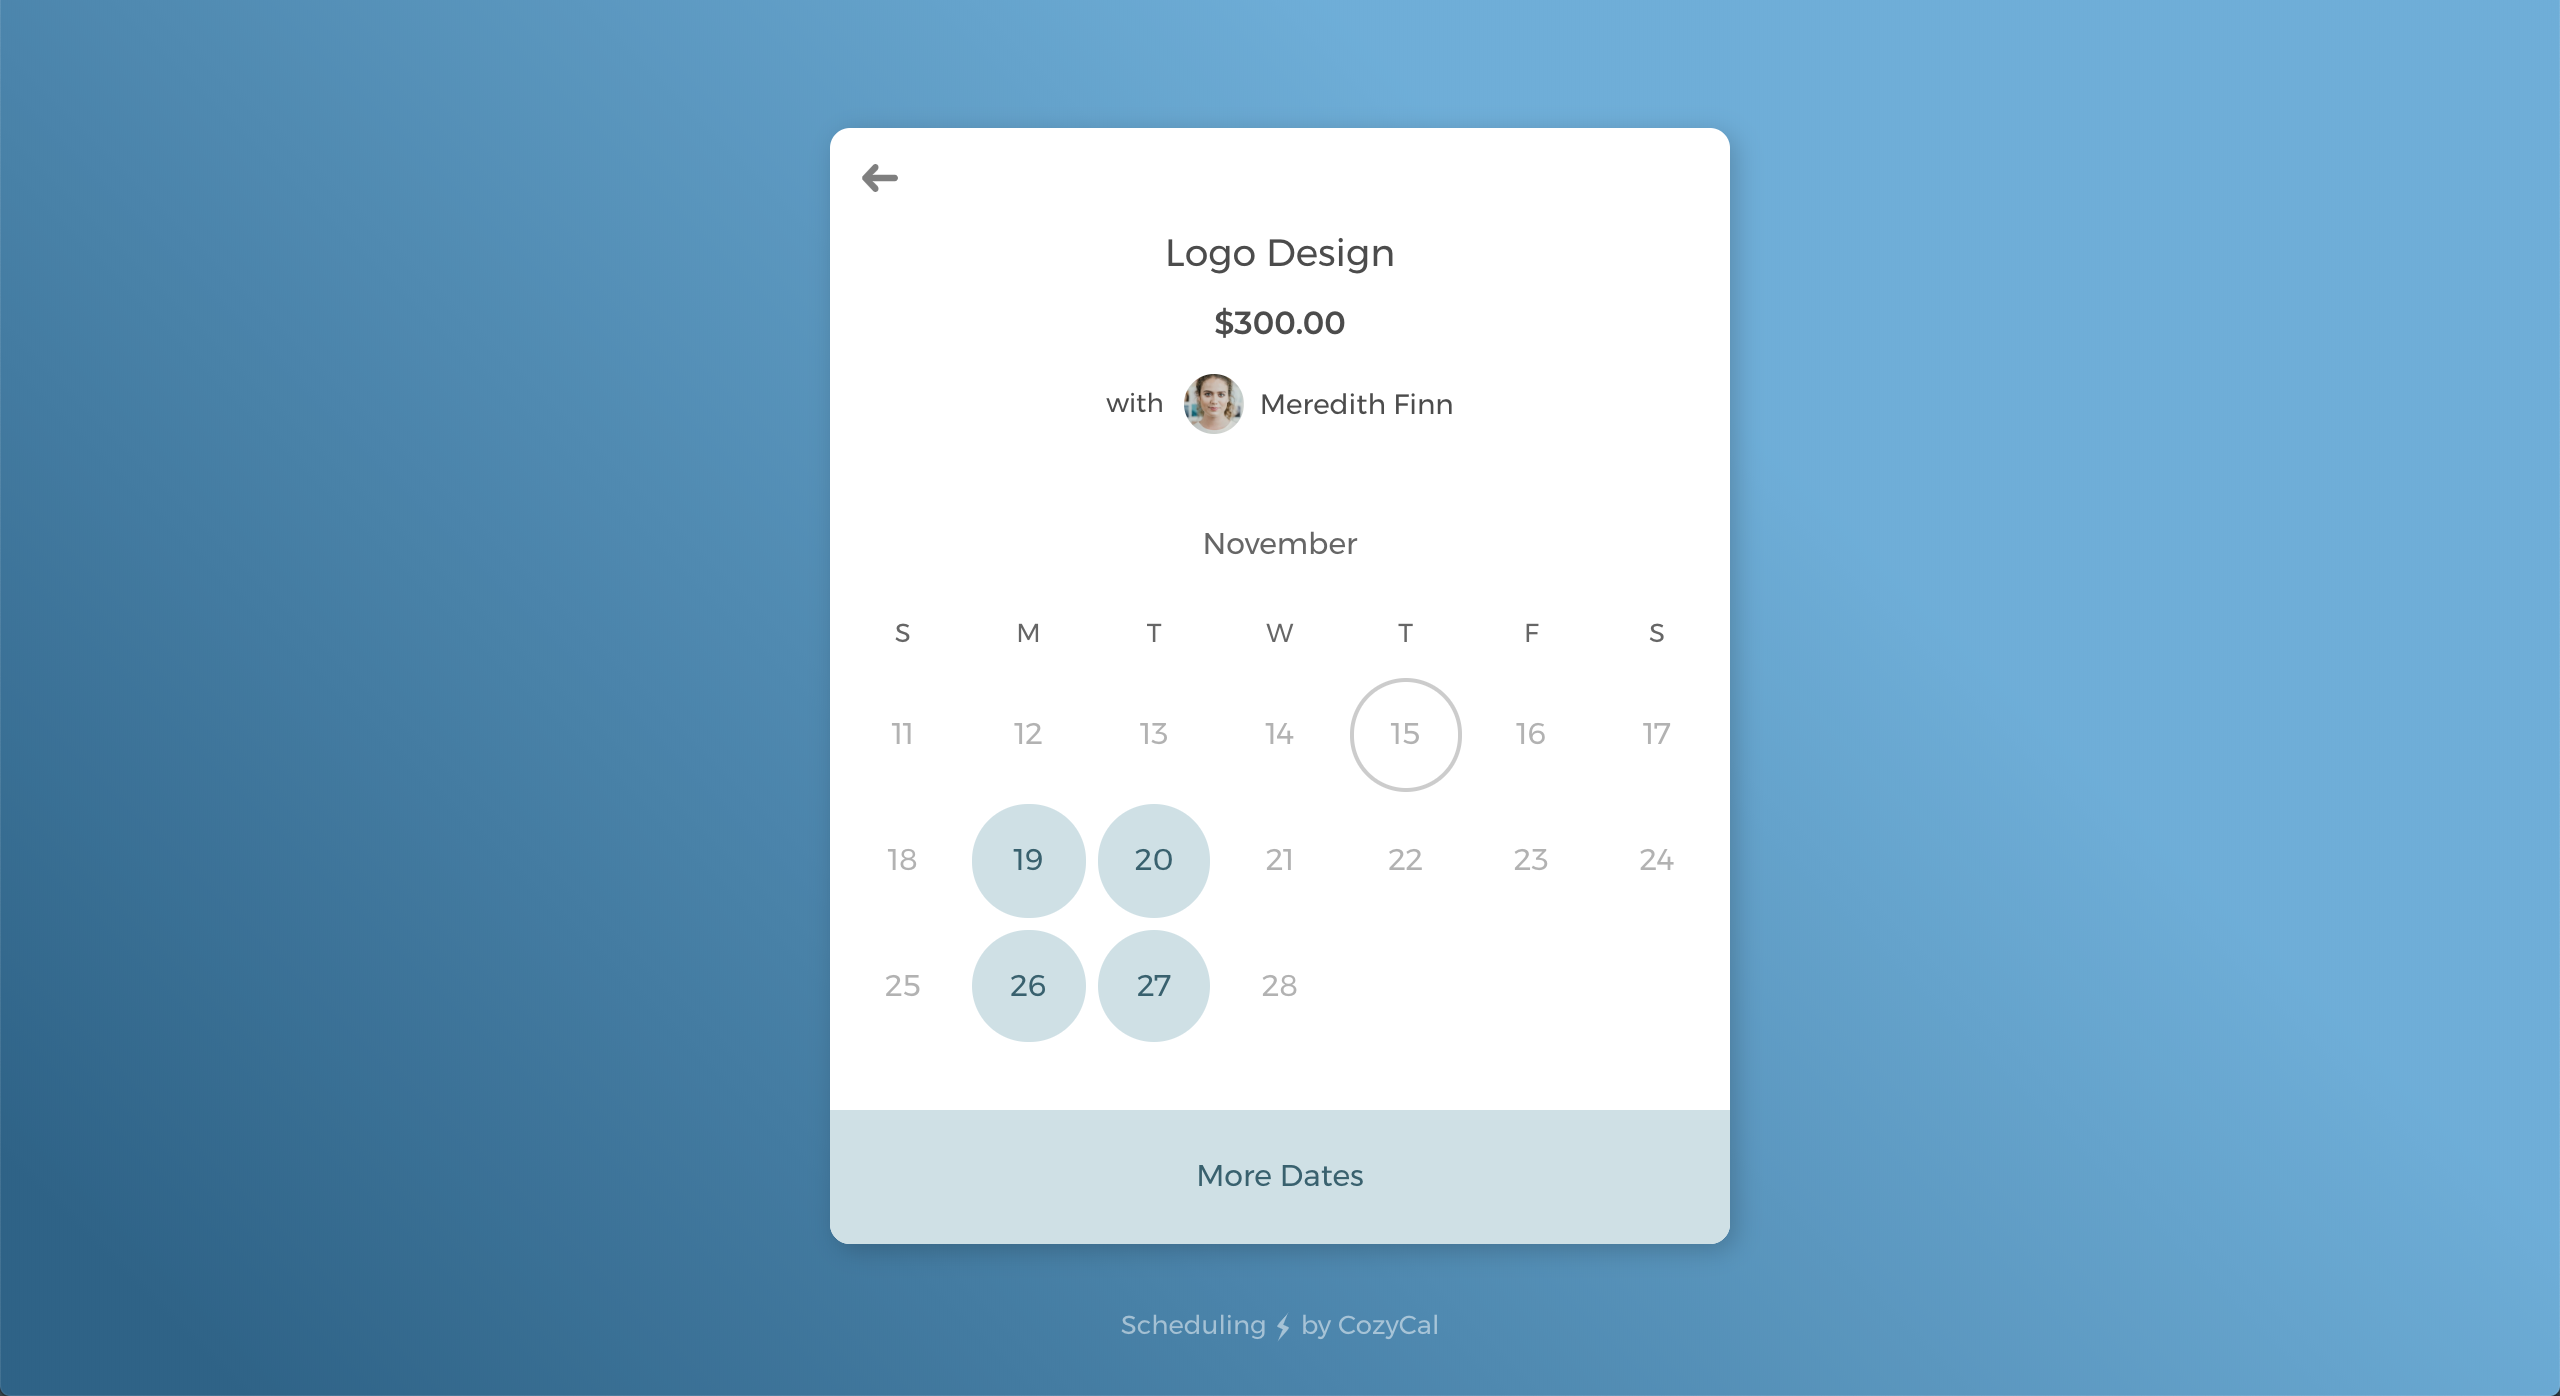 Logo Design
$300.00
with Meredith Finn
November
S M T W T F S
11 12 13 14 15 16 17
18 19 20 21 22 23 24
25 26 27 28
More Dates
Scheduling by CozyCal